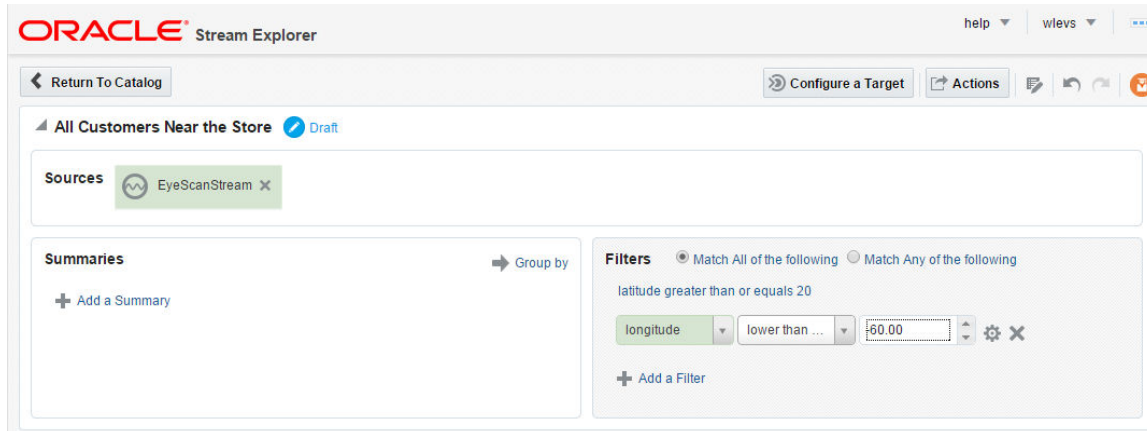 ORACLE Stream Explorer
help wlevs
Return To Catalog
Configure a Target
Actions
All Customers Near the Store
Draft
Sources
EyeScanStream
Summaries
Group by
Add a Summary
Filters
Match All of the following
Match Any of the following
latitude greater than or equals 20
longitude
lower than ...
-60.00
Add a Filter